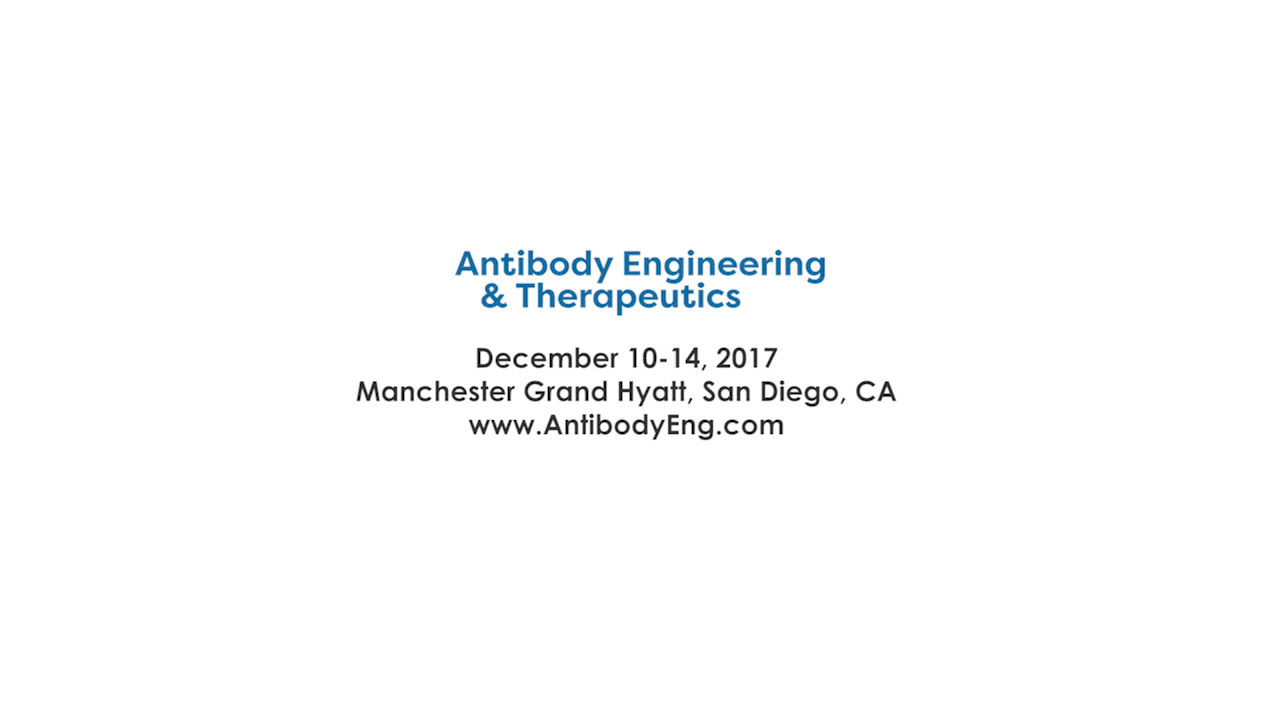 Antibody Engineering
& Therapeutics
December 10-14, 2017
Manchester Grand Hyatt, San Diego, CA
www.AntibodyEng.com